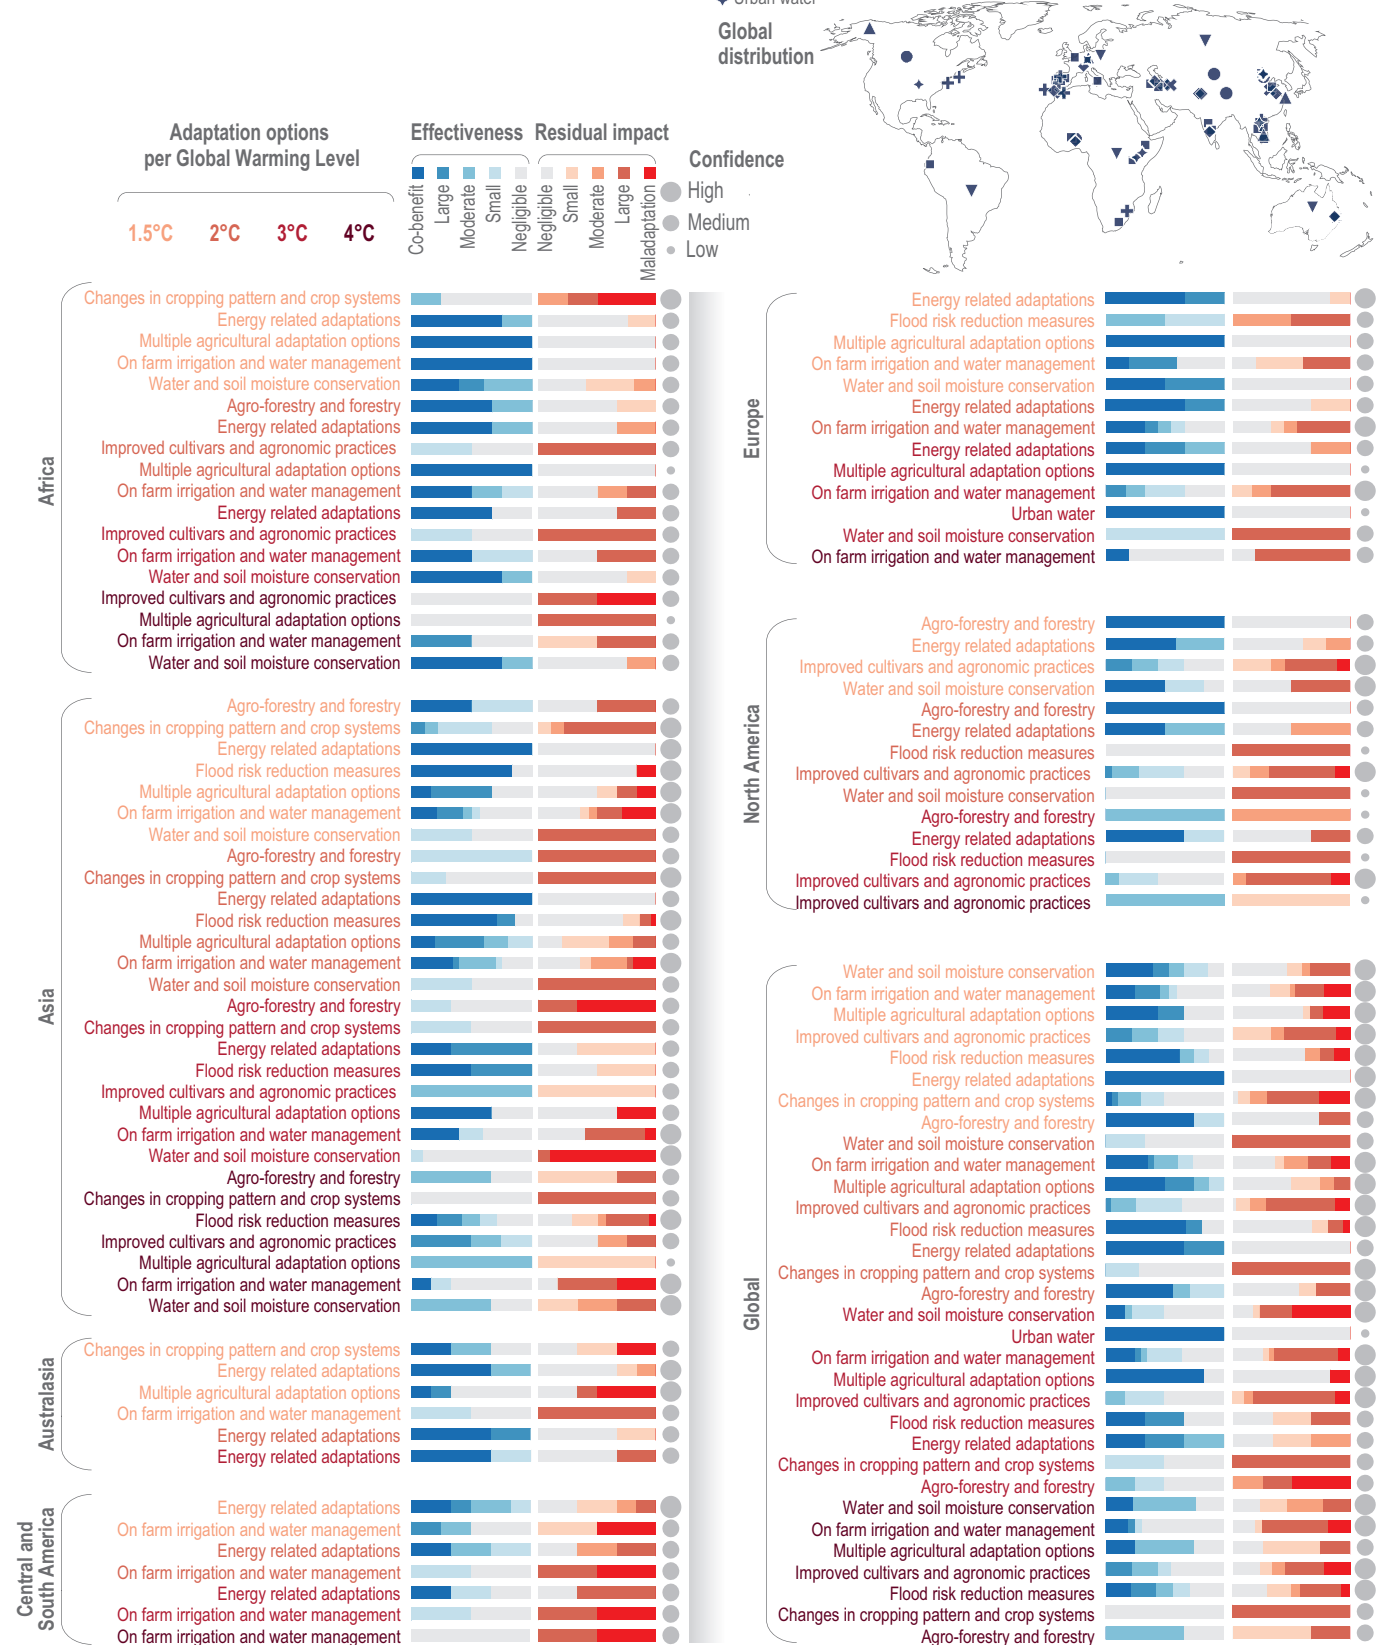 Urban water
Global
distribution
Adaptation options
per Global Warming Level
Effectiveness
Residual impact
Confidence
1.5°C
2°C
3°C
4°C
Co-benefit
Large
Moderate
Small
Negligible
Negligible
Small
Moderate
Large
Maladaptation
High
Medium
Low
Africa
Changes in cropping pattern and crop systems
Energy related adaptations
Multiple agricultural adaptation options
On farm irrigation and water management
Water and soil moisture conservation
Agro-forestry and forestry
Energy related adaptations
Improved cultivars and agronomic practices
Multiple agricultural adaptation options
On farm irrigation and water management
Energy related adaptations
Improved cultivars and agronomic practices
On farm irrigation and water management
Water and soil moisture conservation
Improved cultivars and agronomic practices
Multiple agricultural adaptation options
On farm irrigation and water management
Water and soil moisture conservation
Asia
Agro-forestry and forestry
Changes in cropping pattern and crop systems
Energy related adaptations
Flood risk reduction measures
Multiple agricultural adaptation options
On farm irrigation and water management
Water and soil moisture conservation
Agro-forestry and forestry
Changes in cropping pattern and crop systems
Energy related adaptations
Flood risk reduction measures
Multiple agricultural adaptation options
On farm irrigation and water management
Water and soil moisture conservation
Agro-forestry and forestry
Changes in cropping pattern and crop systems
Energy related adaptations
Flood risk reduction measures
Improved cultivars and agronomic practices
Multiple agricultural adaptation options
On farm irrigation and water management
Water and soil moisture conservation
Agro-forestry and forestry
Changes in cropping pattern and crop systems
Flood risk reduction measures
Improved cultivars and agronomic practices
Multiple agricultural adaptation options
On farm irrigation and water management
Water and soil moisture conservation
Australasia
Changes in cropping pattern and crop systems
Energy related adaptations
Multiple agricultural adaptation options
On farm irrigation and water management
Energy related adaptations
Energy related adaptations
Central and
South America
Energy related adaptations
On farm irrigation and water management
Energy related adaptations
On farm irrigation and water management
Energy related adaptations
On farm irrigation and water management
On farm irrigation and water management
Europe
Energy related adaptations
Flood risk reduction measures
Multiple agricultural adaptation options
On farm irrigation and water management
Water and soil moisture conservation
Energy related adaptations
On farm irrigation and water management
Energy related adaptations
Multiple agricultural adaptation options
On farm irrigation and water management
Urban water
Water and soil moisture conservation
On farm irrigation and water management
North America
Agro-forestry and forestry
Energy related adaptations
Improved cultivars and agronomic practices
Water and soil moisture conservation
Agro-forestry and forestry
Energy related adaptations
Flood risk reduction measures
Improved cultivars and agronomic practices
Water and soil moisture conservation
Agro-forestry and forestry
Energy related adaptations
Flood risk reduction measures
Improved cultivars and agronomic practices
Improved cultivars and agronomic practices
Global
Water and soil moisture conservation
On farm irrigation and water management
Multiple agricultural adaptation options
Improved cultivars and agronomic practices
Flood risk reduction measures
Energy related adaptations
Changes in cropping pattern and crop systems
Agro-forestry and forestry
Water and soil moisture conservation
On farm irrigation and water management
Multiple agricultural adaptation options
Improved cultivars and agronomic practices
Flood risk reduction measures
Energy related adaptations
Changes in cropping pattern and crop systems
Agro-forestry and forestry
Water and soil moisture conservation
Urban water
On farm irrigation and water management
Multiple agricultural adaptation options
Improved cultivars and agronomic practices
Flood risk reduction measures
Energy related adaptations
Changes in cropping pattern and crop systems
Agro-forestry and forestry
Water and soil moisture conservation
On farm irrigation and water management
Multiple agricultural adaptation options
Improved cultivars and agronomic practices
Flood risk reduction measures
Changes in cropping pattern and crop systems
Agro-forestry and forestry